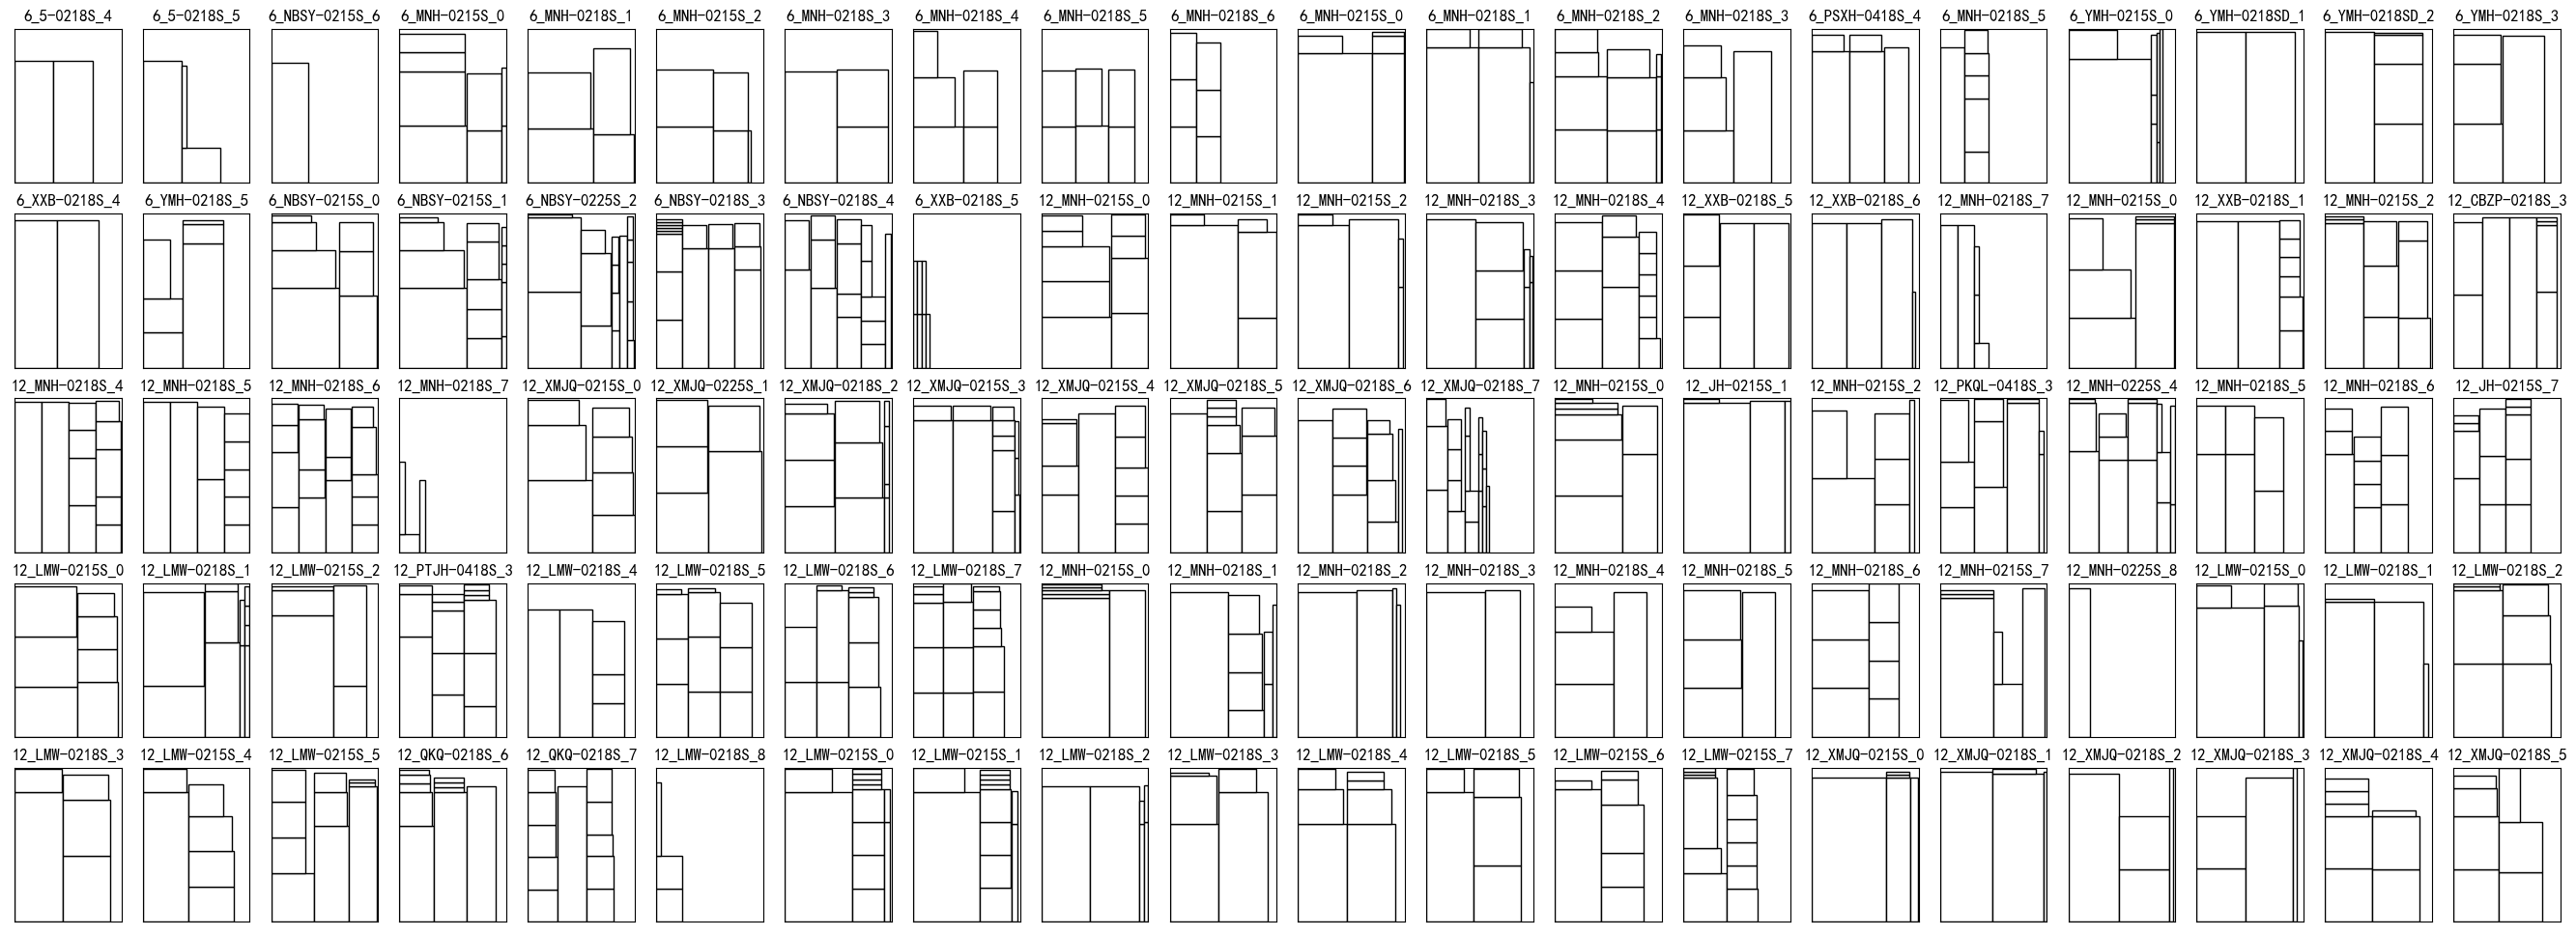 6_5-0218S_4 6_5-0218S_5 6_NBSY-0215S_6 6_MNH-0215S_0 6_MNH-0218S_1 6_MNH-0215S_2 6_MNH-0218S_3 6_MNH-0218S_4 6_MNH-0218S_5 6_MNH-0218S_6 6_MNH-0215S_0 6_MNH-0218S_1 6_MNH-0218S_2 6_MNH-0218S_3 6_PSXH-0418S_4 6_MNH-0218S_5 6_YMH-0215S_0 6_YMH-0218SD_1 6_YMH-0218SD_2 6_YMH-0218S_3
6_XXB-0218S_4 6_YMH-0218S_5 6_NBSY-0215S_0 6_NBSY-0215S_1 6_NBSY-0225S_2 6_NBSY-0218S_3 6_NBSY-0218S_4 6_XXB-0218S_5 12_MNH-0215S_0 12_MNH-0215S_1 12_MNH-0215S_2 12_MNH-0218S_3 12_MNH-0218S_4 12_XXB-0218S_5 12_XXB-0218S_6 12_MNH-0218S_7 12_MNH-0215S_0 12_XXB-0218S_1 12_MNH-0215S_2 12_CBZP-0218S_3
12_MNH-0218S_4 12_MNH-0218S_5 12_MNH-0218S_6 12_MNH-0218S_7 12_XMJQ-0215S_0 12_XMJQ-0225S_1 12_XMJQ-0218S_2 12_XMJQ-0215S_3 12_XMJQ-0215S_4 12_XMJQ-0218S_5 12_XMJQ-0218S_6 12_XMJQ-0218S_7 12_MNH-0215S_0 12_JH-0215S_1 12_MNH-0215S_2 12_PKQL-0418S_3 12_MNH-0225S_4 12_MNH-0218S_5 12_MNH-0218S_6 12_JH-0215S_7
12_LMW-0215S_0 12_LMW-0218S_1 12_LMW-0215S_2 12_PTJH-0418S_3 12_LMW-0218S_4 12_LMW-0218S_5 12_LMW-0218S_6 12_LMW-0218S_7 12_MNH-0215S_0 12_MNH-0218S_1 12_MNH-0218S_2 12_MNH-0218S_3 12_MNH-0218S_4 12_MNH-0218S_5 12_MNH-0218S_6 12_MNH-0215S_7 12_MNH-0225S_8 12_LMW-0215S_0 12_LMW-0218S_1 12_LMW-0218S_2
12_LMW-0218S_3 12_LMW-0215S_4 12_LMW-0215S_5 12_QKQ-0218S_6 12_QKQ-0218S_7 12_LMW-0218S_8 12_LMW-0215S_0 12_LMW-0215S_1 12_LMW-0218S_2 12_LMW-0218S_3 12_LMW-0218S_4 12_LMW-0218S_5 12_LMW-0215S_6 12_LMW-0215S_7 12_XMJQ-0215S_0 12_XMJQ-0218S_1 12_XMJQ-0218S_2 12_XMJQ-0218S_3 12_XMJQ-0218S_4 12_XMJQ-0218S_5